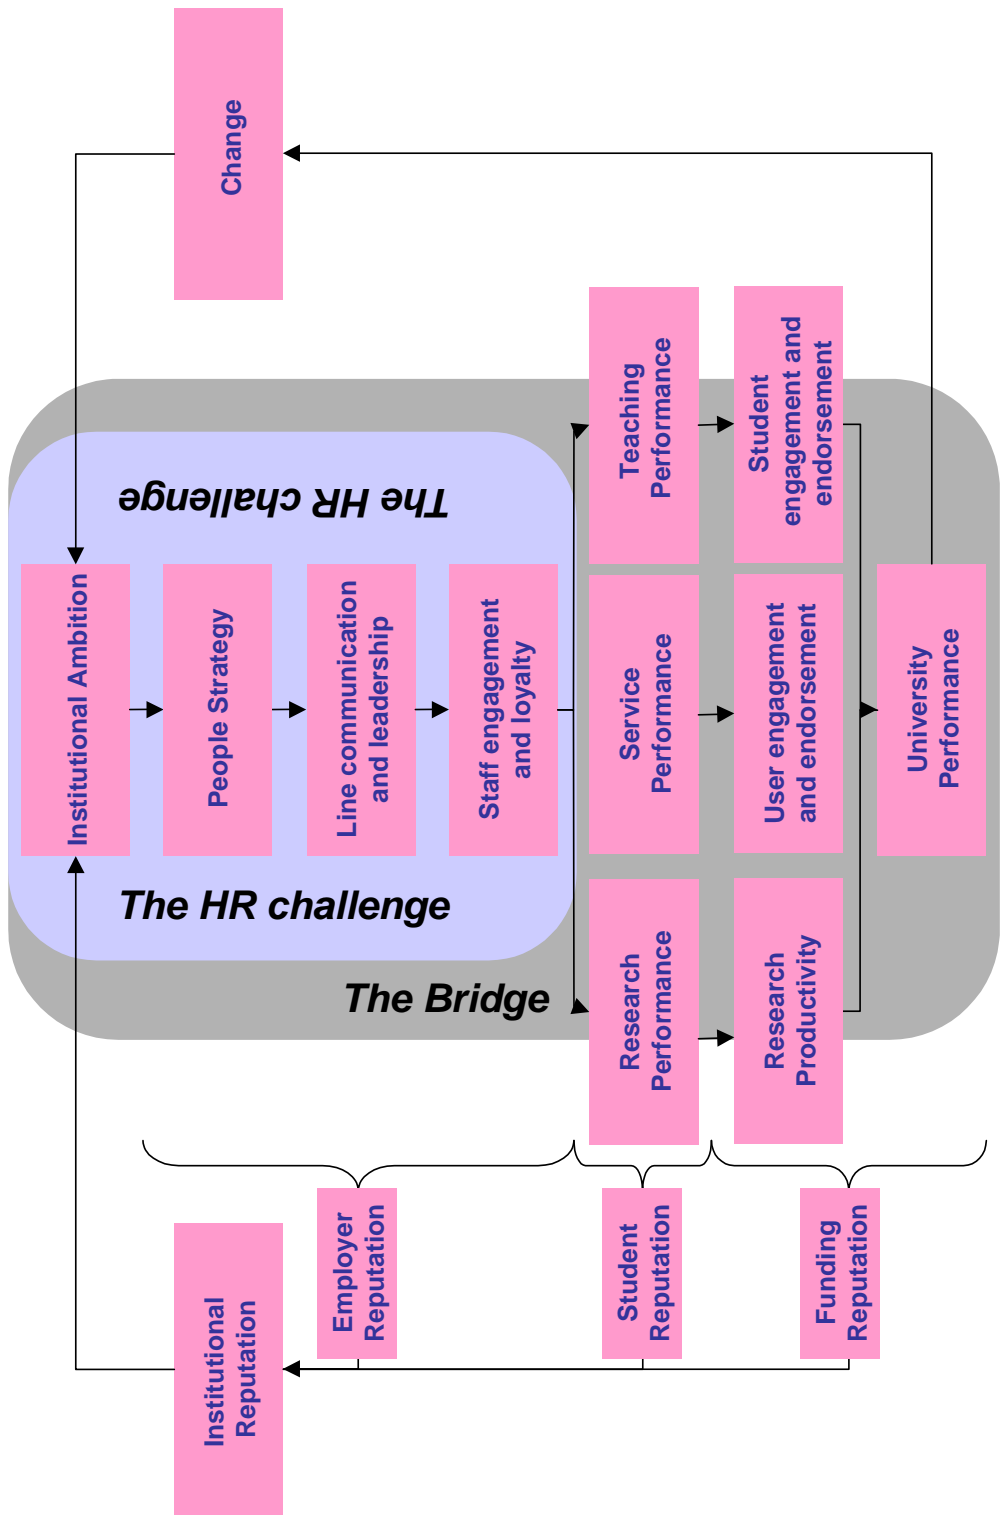 Change
The HR challenge
Institutional Ambition
People Strategy
Line communication
and leadership
Staff engagement
and loyalty
Teaching
Performance
Student
engagement and
endorsement
Service
Performance
User engagement
and endorsement
University
Performance
The HR challenge
The Bridge
Research
Performance
Research
Productivity
Employer
Reputation
Student
Reputation
Funding
Reputation
Institutional
Reputation